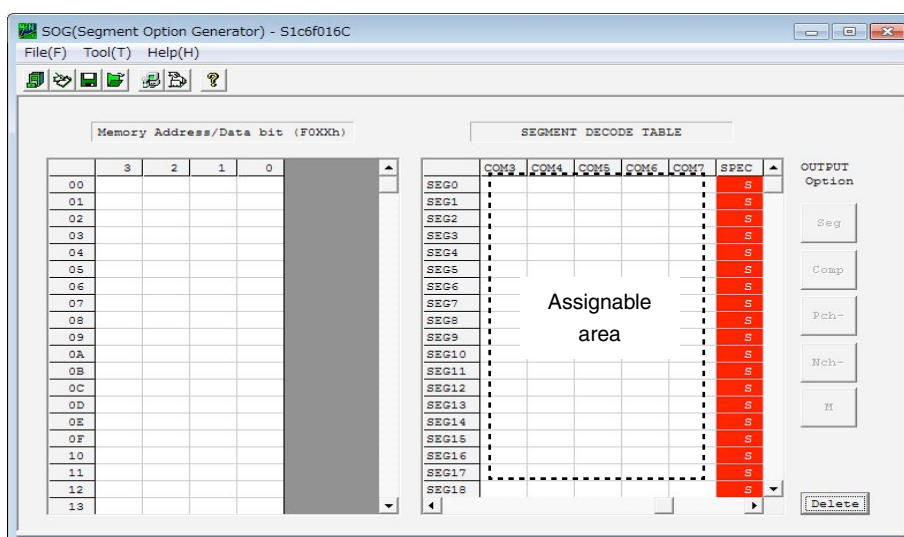 SOG(Segment Option Generator) - S1c6f016C
File(F) Tool(T) Help(H)
Memory Address/Data bit (F0XXh)
SEGMENT DECODE TABLE
3 2 1 0
00
01
02
03
04
05
06
07
08
09
0A
0B
0C
0D
0E
0F
10
11
12
13
COM3 COM4 COM5 COM6 COM7 SPEC
SEG0 S
SEG1 S
SEG2 S
SEG3 S
SEG4 S
SEG5 S
SEG6 S
SEG7 S
SEG8 S
SEG9 S
SEG10 S
SEG11 S
SEG12 S
SEG13 S
SEG14 S
SEG15 S
SEG16 S
SEG17 S
SEG18 S
Assignable
area
OUTPUT
Option
Seg
Comp
Pch-
Nch-
M
Delete